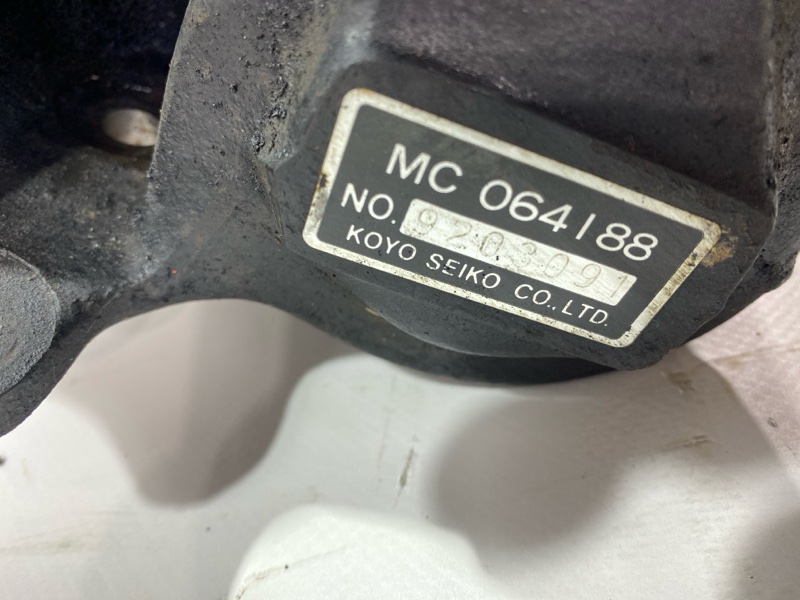 MC 064188
NO. 9203091
KOYO SEIKO CO., LTD.